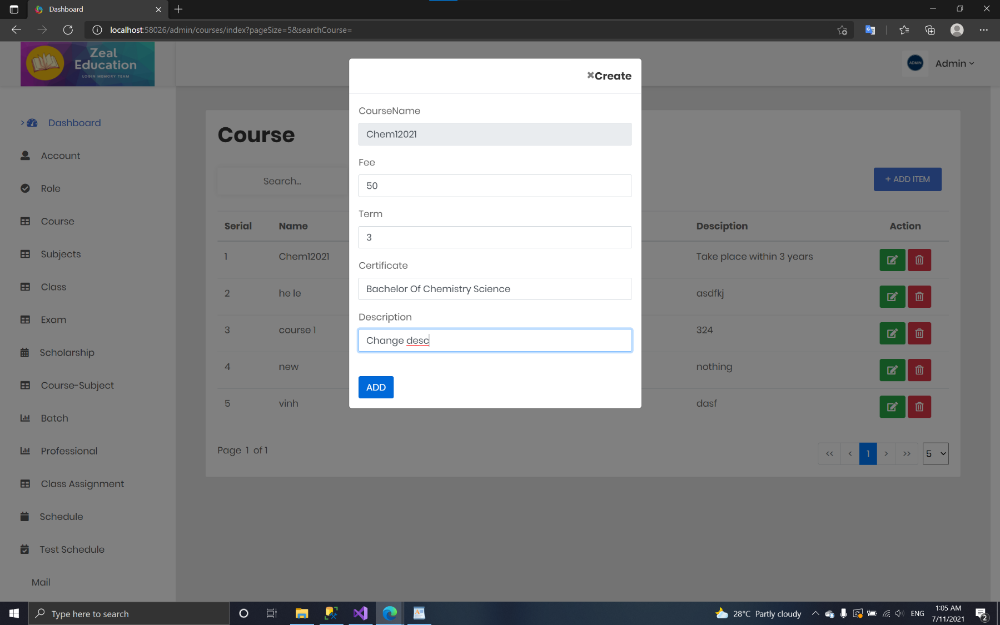 Dashboard
localhost:58026/admin/courses/index?pageSize=5&searchCourse=
Zeal
Education
LOGIN MEMORY TEAM
ADMIN
Admin
Dashboard
Account
Role
Course
Subjects
Class
Exam
Scholarship
Course-Subject
Batch
Professional
Class Assignment
Schedule
Test Schedule
Mail
Course
Search...
+ ADD ITEM
Serial Name Desciption Action
1 Chem12021 Take place within 3 years
2 he le asdfkj
3 course 1 324
4 new nothing
5 vinh dasf
Page 1 of 1
<< < 1 > >> 5
×Create
CourseName
Chem12021
Fee
50
Term
3
Certificate
Bachelor Of Chemistry Science
Description
Change desc
ADD
Type here to search
28°C Partly cloudy
ENG
1:05 AM
7/11/2021
2